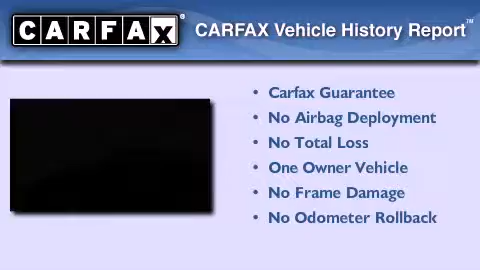 CARFAX® CARFAX Vehicle History Report™
• Carfax Guarantee
• No Airbag Deployment
• No Total Loss
• One Owner Vehicle
• No Frame Damage
• No Odometer Rollback